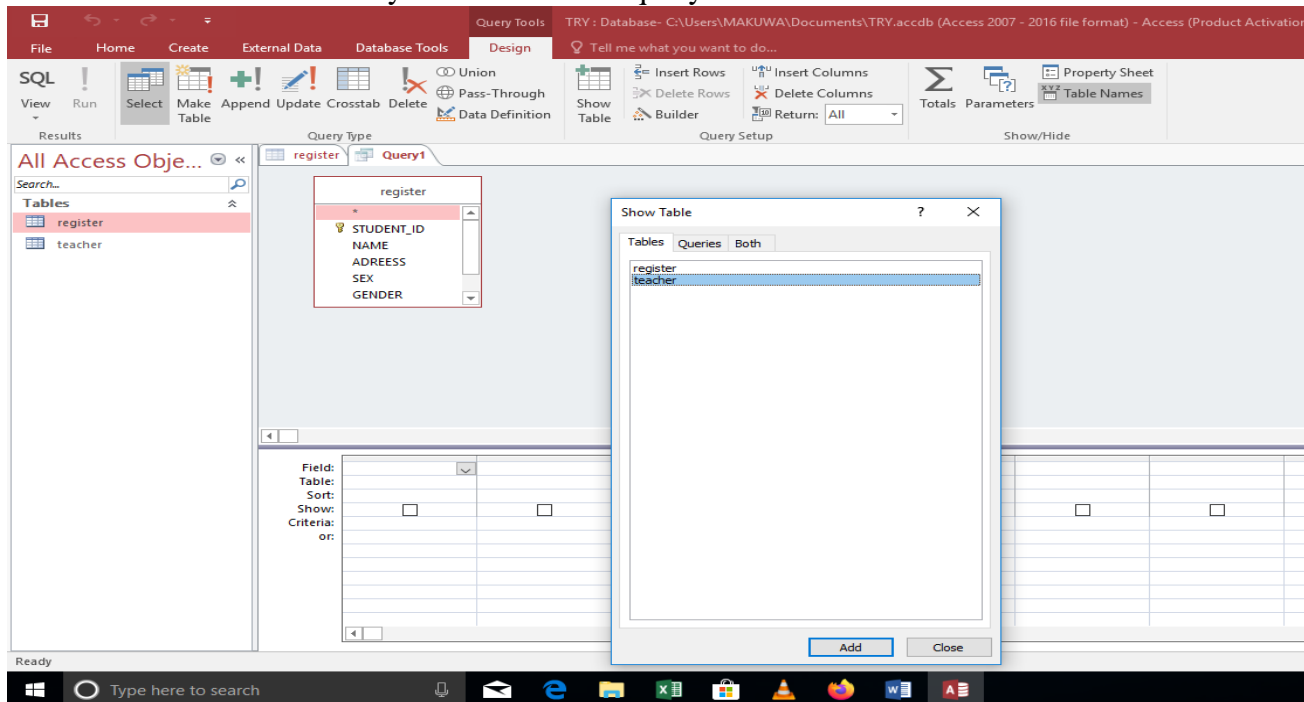 Query Tools TRY : Database- C:\Users\MAKUWA\Documents\TRY.accdb (Access 2007 - 2016 file format) - Access (Product Activation
File Home Create External Data Database Tools Design Tell me what you want to do...
SQL
View
Run
Select
Make Table
Append
Update
Crosstab
Delete
Union
Pass-Through
Data Definition
Show Table
Insert Rows
Delete Rows
Builder
Insert Columns
Delete Columns
Return: All
Totals
Parameters
Property Sheet
Table Names
Results
Query Type
Query Setup
Show/Hide
All Access Obje...
Search...
Tables
register
teacher
register Query1
register
*
STUDENT_ID
NAME
ADREESS
SEX
GENDER
Show Table ?
Tables Queries Both
register
teacher
Add Close
Field:
Table:
Sort:
Show:
Criteria:
or:
Ready
Type here to search